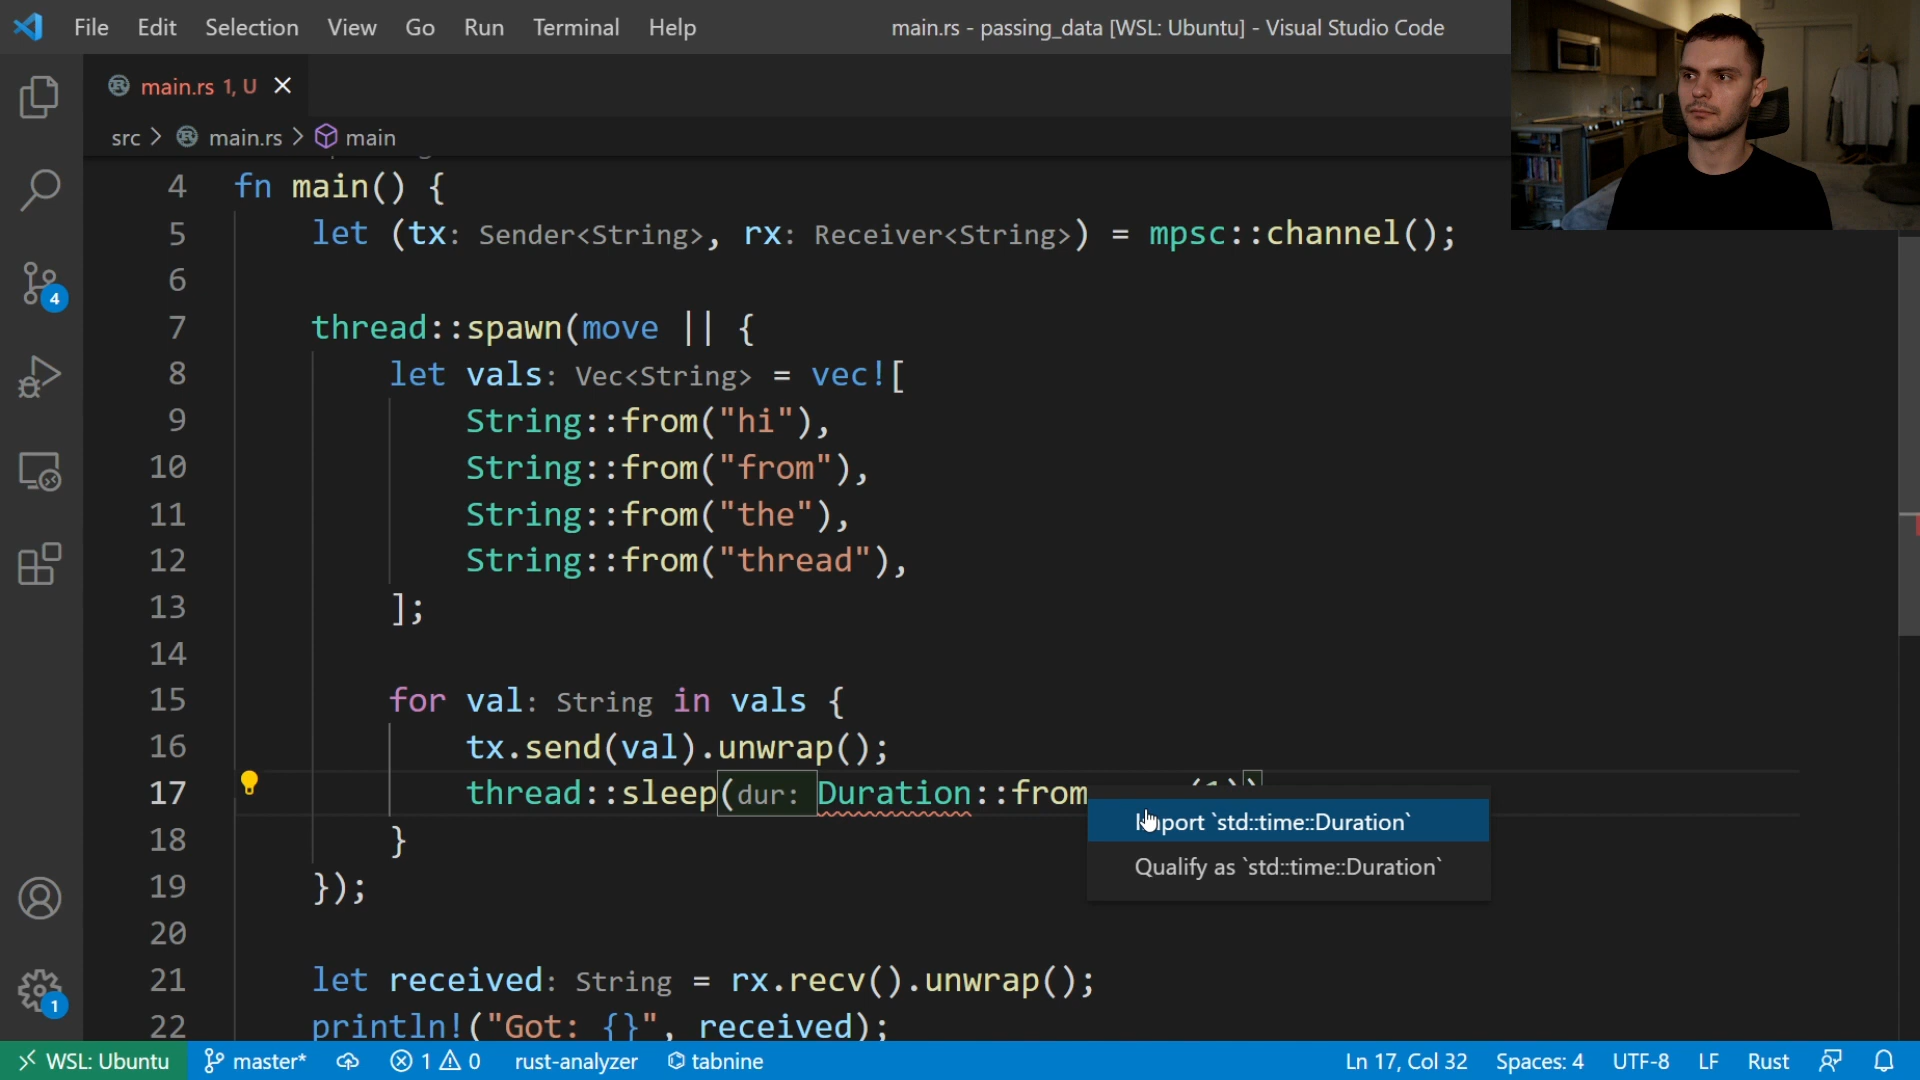 File Edit Selection View Go Run Terminal Help main.rs - passing_data [WSL: Ubuntu] - Visual Studio Code
main.rs 1, U
src > main.rs > main
4 fn main() {
5 let (tx: Sender<String>, rx: Receiver<String>) = mpsc::channel();
6
7 thread::spawn(move || {
8 let vals: Vec<String> = vec![
9 String::from("hi"),
10 String::from("from"),
11 String::from("the"),
12 String::from("thread"),
13 ];
14
15 for val: String in vals {
16 tx.send(val).unwrap();
17 thread::sleep(dur: Duration::from
Import `std::time::Duration`
18 }
Qualify as `std::time::Duration`
19 });
20
21 let received: String = rx.recv().unwrap();
22 println!("Got: {}", received);
4
1
WSL: Ubuntu master* 1 0 rust-analyzer tabnine Ln 17, Col 32 Spaces: 4 UTF-8 LF Rust